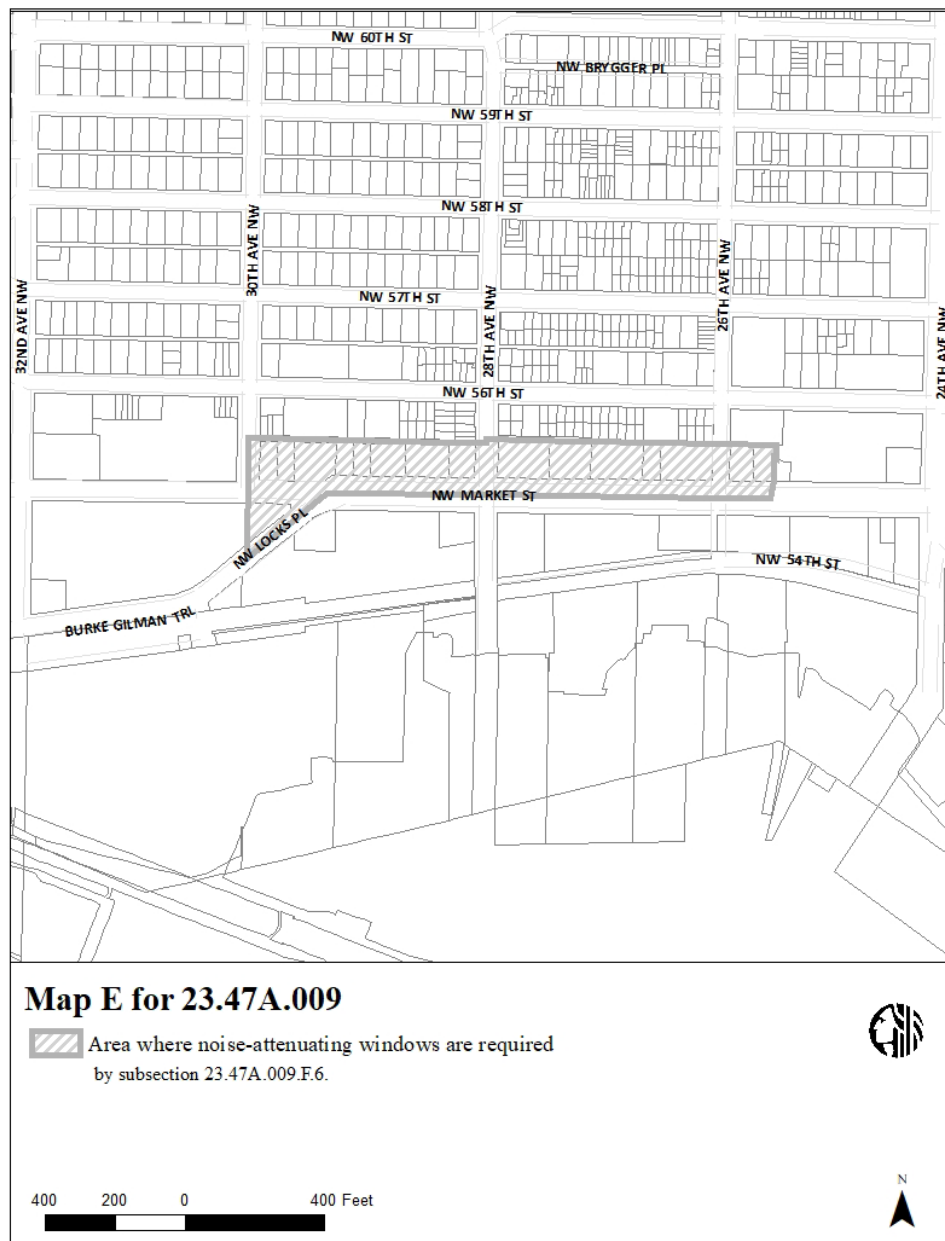 NW 60TH ST
NW BRYGGER PL
NW 59TH ST
NW 58TH ST
30TH AVE NW
26TH AVE NW
32ND AVE NW
28TH AVE NW
24TH AVE NW
NW 57TH ST
NW 56TH ST
NW MARKET ST
NW LOCKS PL
NW 54TH ST
BURKE GILMAN TRL
Map E for 23.47A.009
Area where noise-attenuating windows are required
by subsection 23.47A.009.F.6.
N
400 200 0 400 Feet